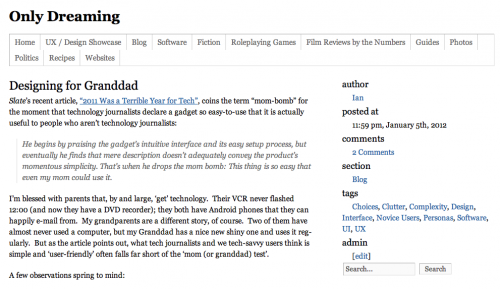 Only Dreaming
Home UX / Design Showcase Blog Software Fiction Roleplaying Games Film Reviews by the Numbers Guides Photos
Politics Recipes Websites
Designing for Granddad
Slate's recent article, "2011 Was a Terrible Year for Tech", coins the term "mom-bomb" for
the moment that technology journalists declare a gadget so easy-to-use that it is actually
useful to people who aren't technology journalists:
He begins by praising the gadget's intuitive interface and its easy setup process, but
eventually he finds that mere description doesn't adequately convey the product's
momentous simplicity. That's when he drops the mom bomb: This thing is so easy that
even my mom could use it.
I'm blessed with parents that, by and large, 'get' technology. Their VCR never flashed
12:00 (and now they have a DVD recorder); they both have Android phones that they can
happily e-mail from. My grandparents are a different story, of course. Two of them have
almost never used a computer, but my Granddad has a nice new shiny one and uses it reg-
ularly. But as the article points out, what tech journalists and we tech-savvy users think is
simple and 'user-friendly' often falls far short of the 'mom (or granddad) test'.
A few observations spring to mind:
author
Ian
posted at
11:59 pm, January 5th, 2012
comments
2 Comments
section
Blog
tags
Choices, Clutter, Complexity, Design,
Interface, Novice Users, Personas, Software,
UI, UX
admin
[edit]
Search... Search